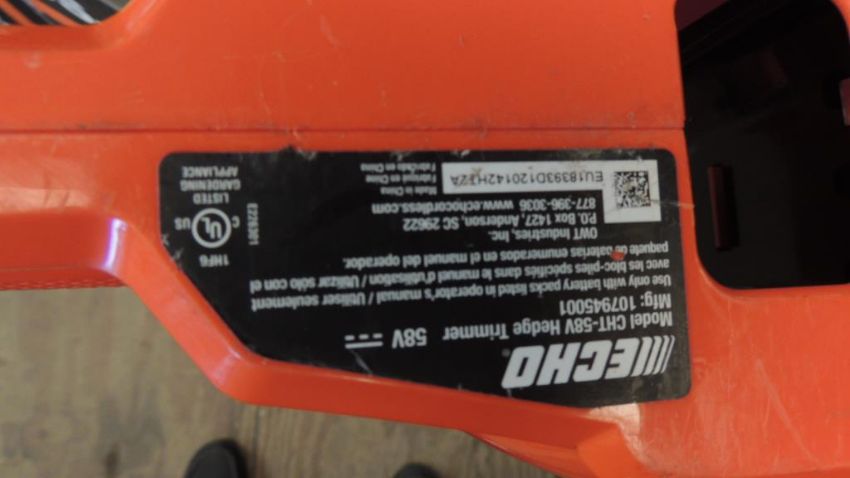 ECHO®
Model CHT-58V Hedge Trimmer 58V
Mfg: 107945001
Use only with battery packs listed in operator's manual / Utiliser seulement
avec les bloc-piles spécifiés dans le manuel d'utilisation / Utilizar sólo con el
paquete de baterías enumerados en el manuel del operador.
OWT Industries, Inc.
P.O. Box 1427, Anderson, SC 29622
877-396-3036 www.echocordless.com
Made in China
Fabriqué en Chine
Fabricado en China
1HF6
C UL US
LISTED
GARDENING
APPLIANCE